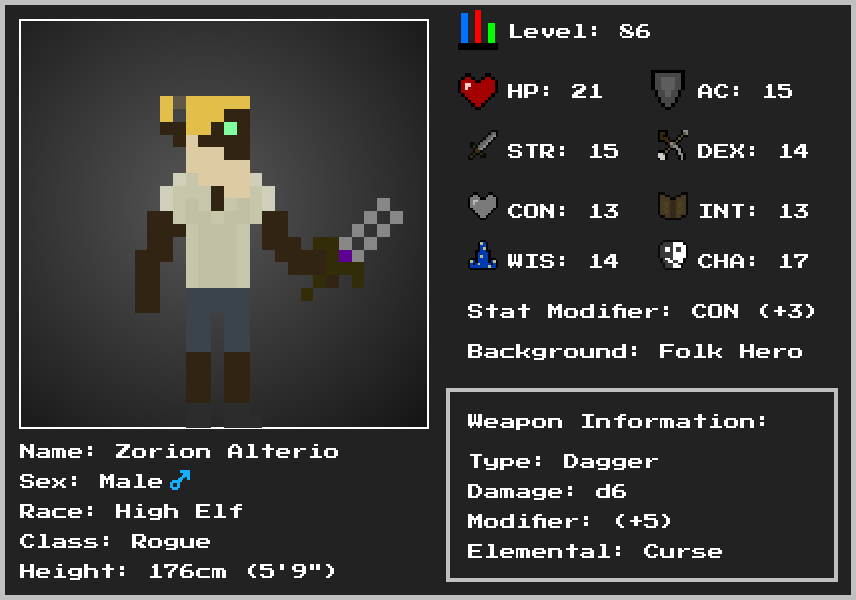 Level: 86
HP: 21 AC: 15
STR: 15 DEX: 14
CON: 13 INT: 13
WIS: 14 CHA: 17
Stat Modifier: CON (+3)
Background: Folk Hero
Weapon Information:
Type: Dagger
Damage: d6
Modifier: (+5)
Elemental: Curse
Name: Zorion Alterio
Sex: Male♂
Race: High Elf
Class: Rogue
Height: 176cm (5'9")